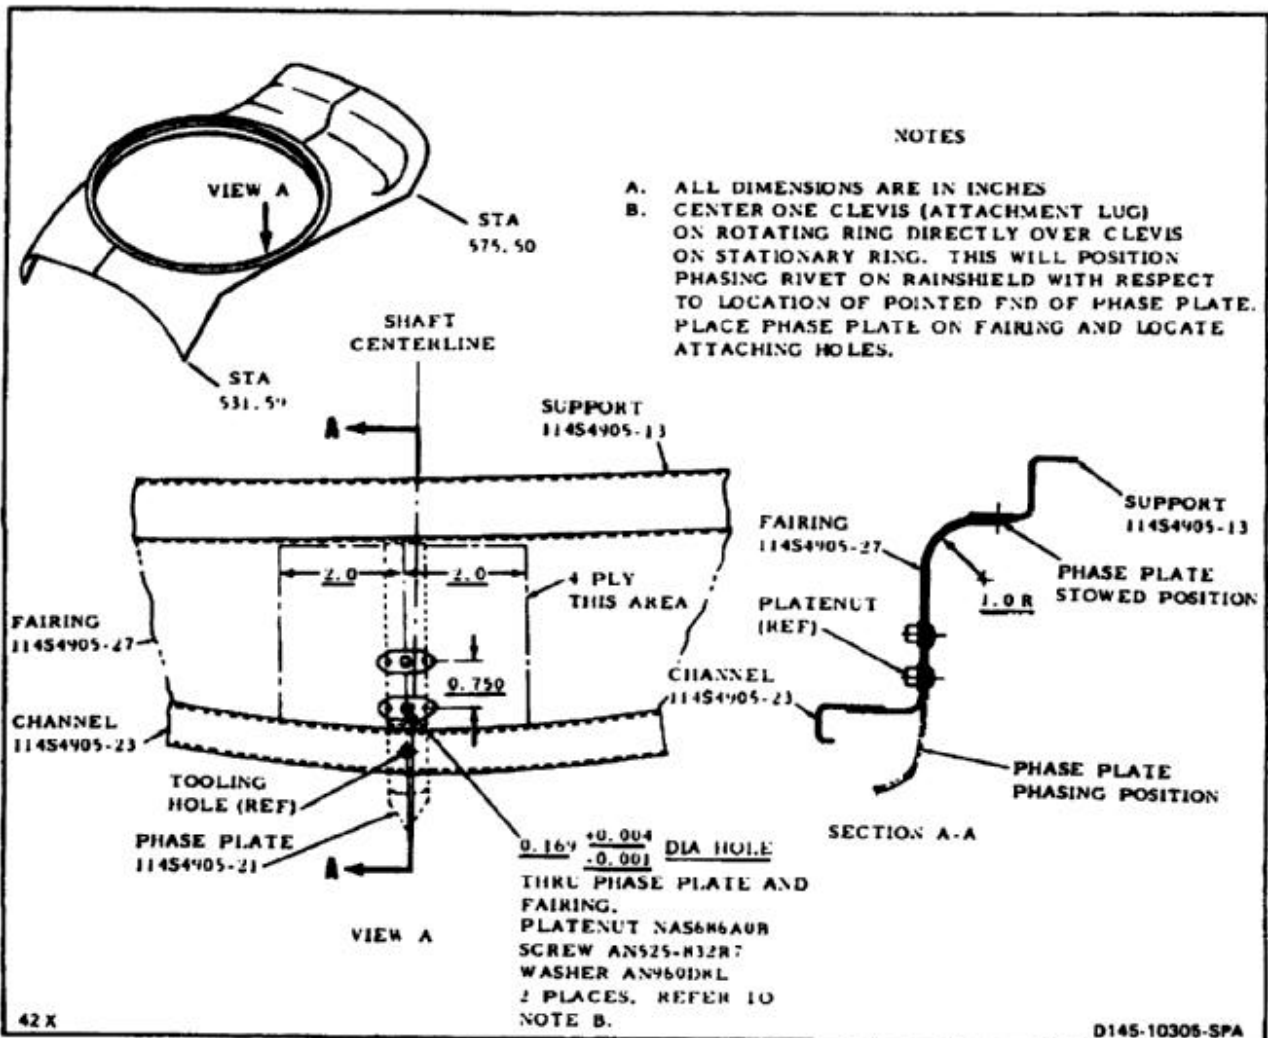 VIEW A
STA
575.50
STA
NOTES
A. ALL DIMENSIONS ARE IN INCHES
B. CENTER ONE CLEVIS (ATTACHMENT LUG)
ON ROTATING RING DIRECTLY OVER CLEVIS
ON STATIONARY RING. THIS WILL POSITION
PHASING RIVET ON RAINSHIELD WITH RESPECT
TO LOCATION OF POINTED END OF PHASE PLATE.
PLACE PHASE PLATE ON FAIRING AND LOCATE
ATTACHING HOLES.
SHAFT
CENTERLINE
A
SUPPORT
114S4905-13
2.0 2.0
4 PLY
THIS AREA
0.750
FAIRING
114S4905-27
CHANNEL
114S4905-23
TOOLING
HOLE (REF)
PHASE PLATE
114S4905-21
A
VIEW A
0.169 +0.004
-0.001 DIA HOLE
THRU PHASE PLATE AND
FAIRING.
PLATENUT
SCREW
WASHER
2 PLACES. REFER TO
NOTE B.
SUPPORT
114S4905-13
FAIRING
114S4905-27
PHASE PLATE
STOWED POSITION
1.0 R
PLATENUT
(REF)
CHANNEL
114S4905-23
PHASE PLATE
PHASING POSITION
SECTION A-A
42 X
D145-10305-SPA